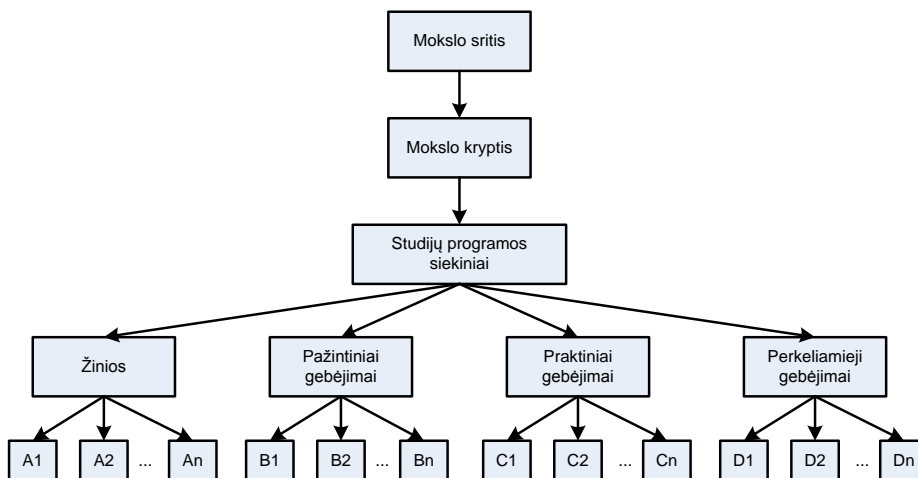 Mokslo sritis
Mokslo kryptis
Studijų programos
siekiniai
Žinios
Pažintiniai
gebėjimai
Praktiniai
gebėjimai
Perkeliamieji
gebėjimai
A1 A2 ... An B1 B2 ... Bn C1 C2 ... Cn D1 D2 ... Dn